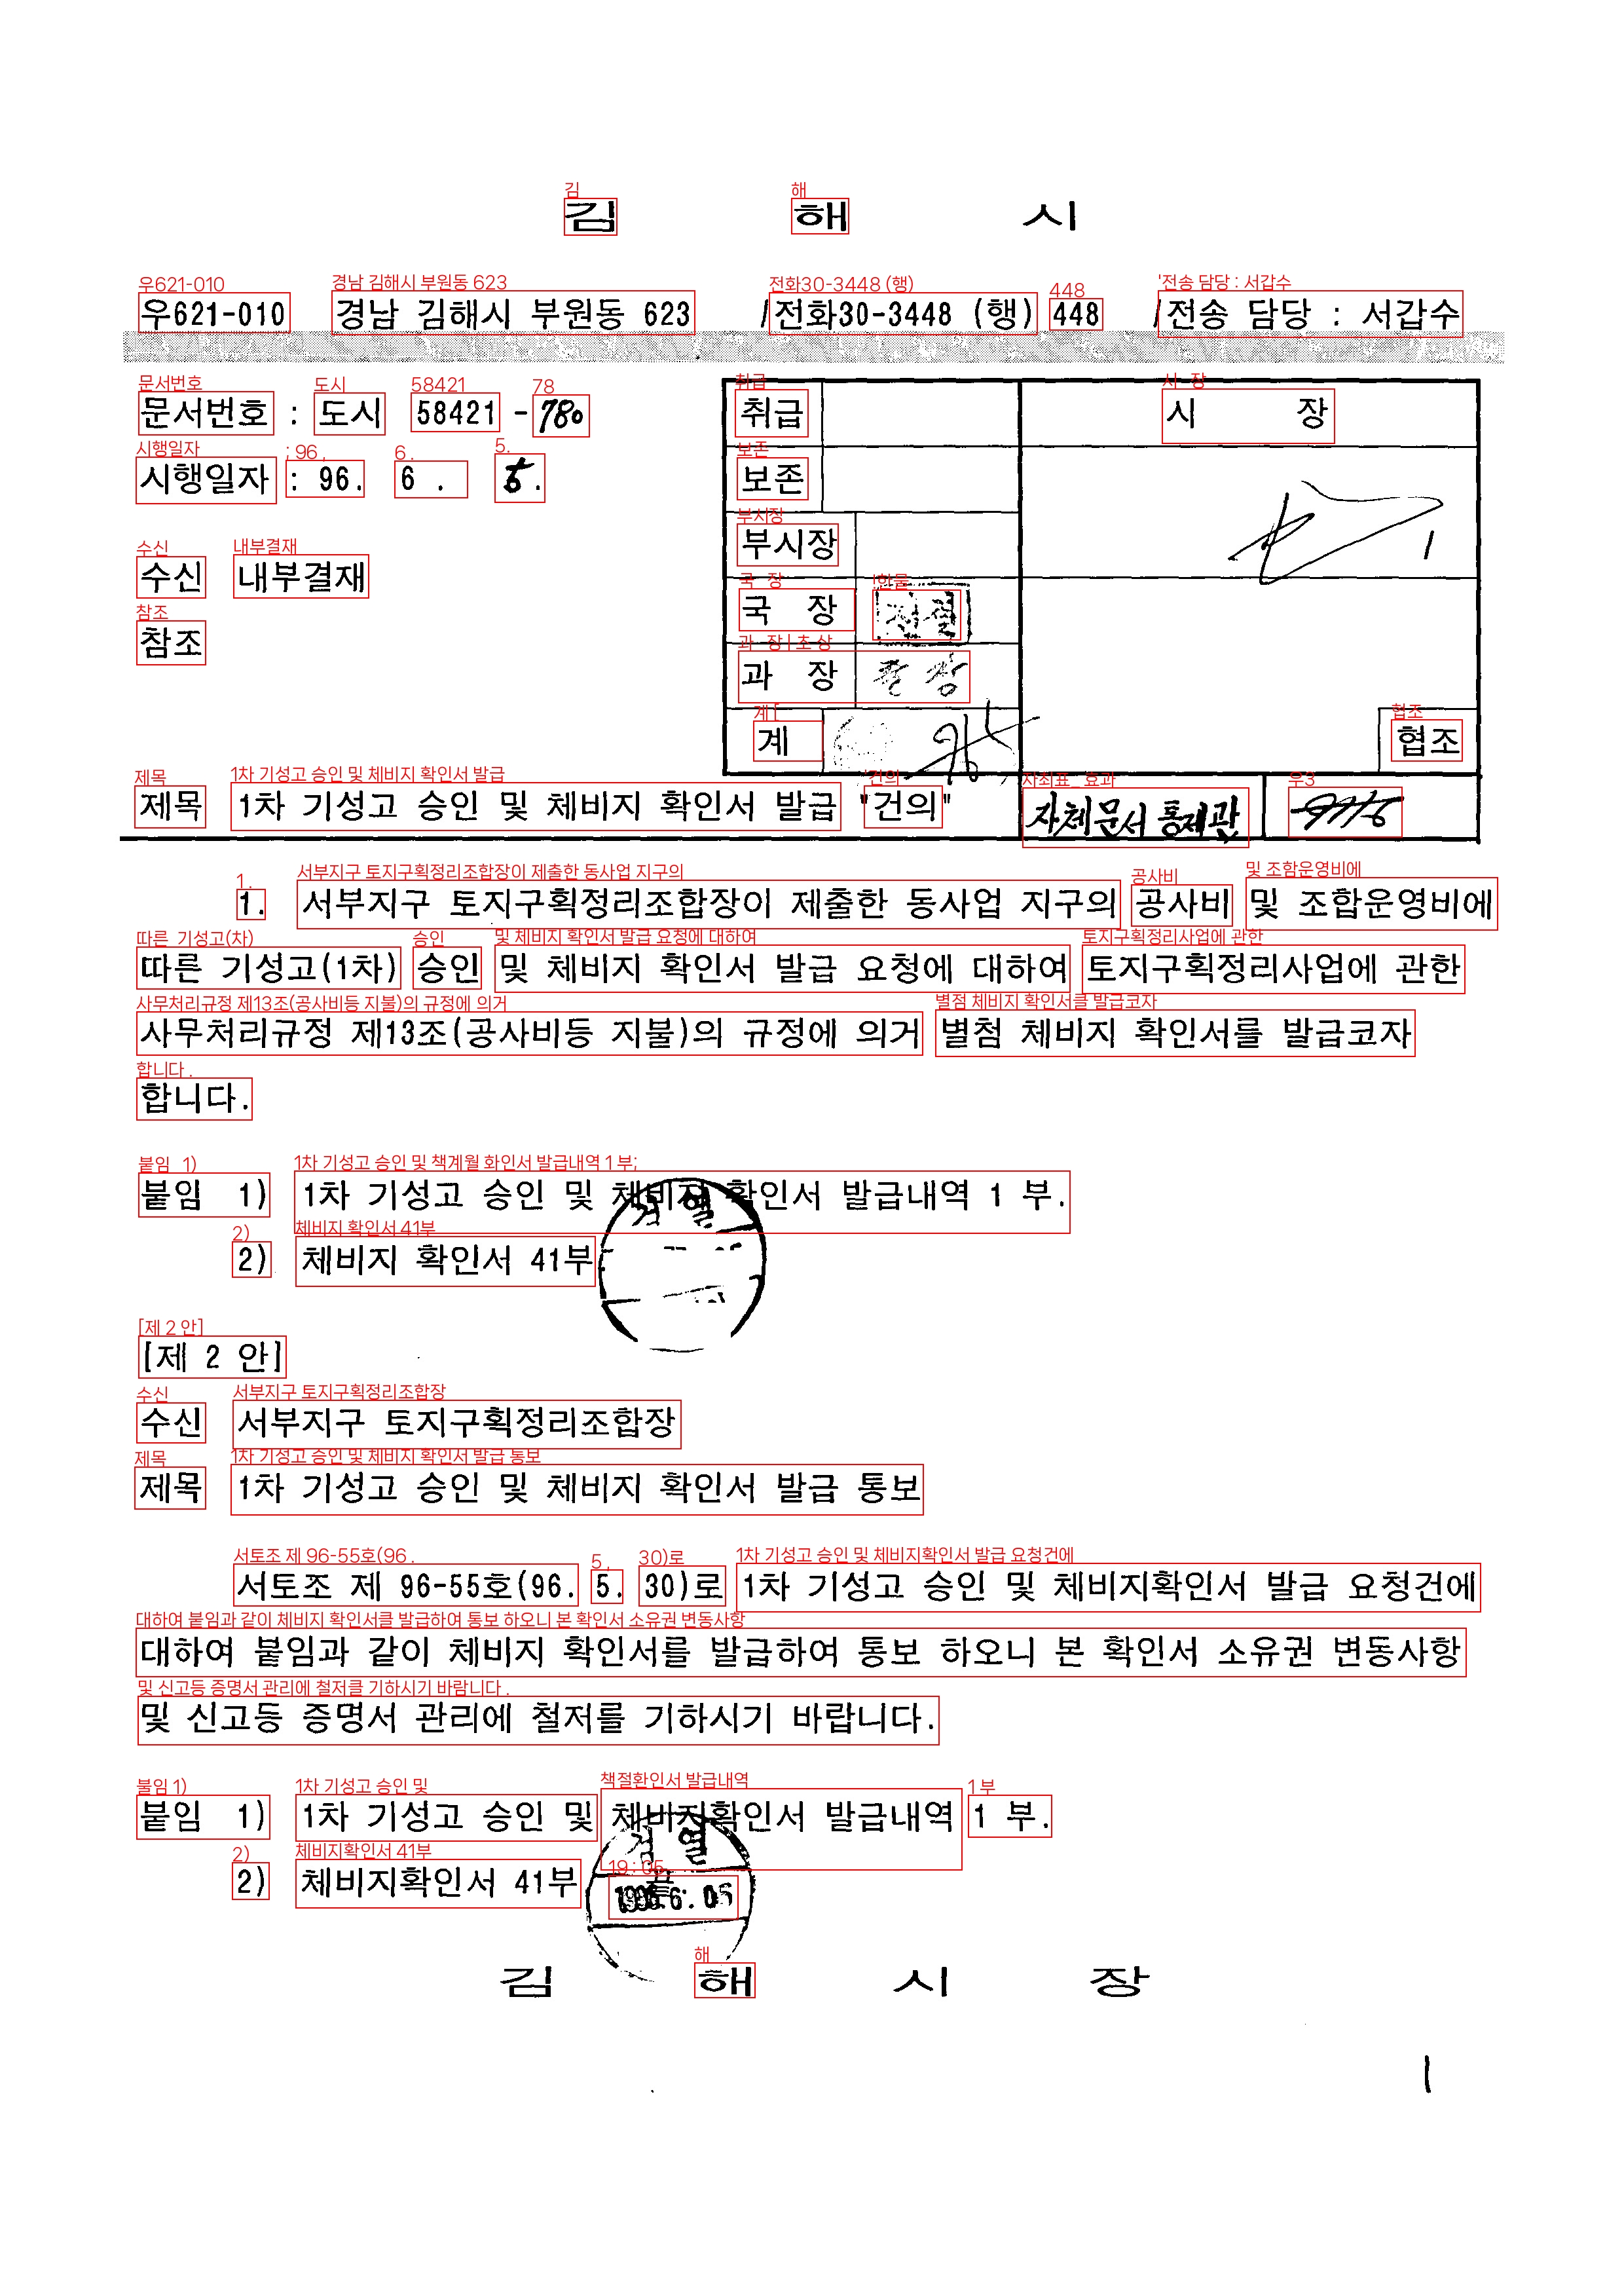 김 해 시
우621-010 경남 김해시 부원동 623 /전화30-3448 (행) 448 /전송 담당 : 서갑수
문서번호 : 도시 58421 - 780
시행일자 : 96. 6 . 5.
수신 내부결재
참조
취급
시 장
보존
부시장
국 장
과 장
계
협조
제목 1차 기성고 승인 및 체비지 확인서 발급 "건의"
자체문서 통제관
1. 서부지구 토지구획정리조합장이 제출한 동사업 지구의 공사비 및 조합운영비에
따른 기성고(1차) 승인 및 체비지 확인서 발급 요청에 대하여 토지구획정리사업에 관한
사무처리규정 제13조(공사비등 지불)의 규정에 의거 별첨 체비지 확인서를 발급코자
합니다.
붙임 1) 1차 기성고 승인 및 체비지 확인서 발급내역 1 부.
2) 체비지 확인서 41부.
[제 2 안]
수신 서부지구 토지구획정리조합장
제목 1차 기성고 승인 및 체비지 확인서 발급 통보
서토조 제 96-55호(96. 5. 30)로 1차 기성고 승인 및 체비지확인서 발급 요청건에
대하여 붙임과 같이 체비지 확인서를 발급하여 통보 하오니 본 확인서 소유권 변동사항
및 신고등 증명서 관리에 철저를 기하시기 바랍니다.
붙임 1) 1차 기성고 승인 및 체비지확인서 발급내역 1 부.
2) 체비지확인서 41부
검 열
1996.6.05
김 해 시 장